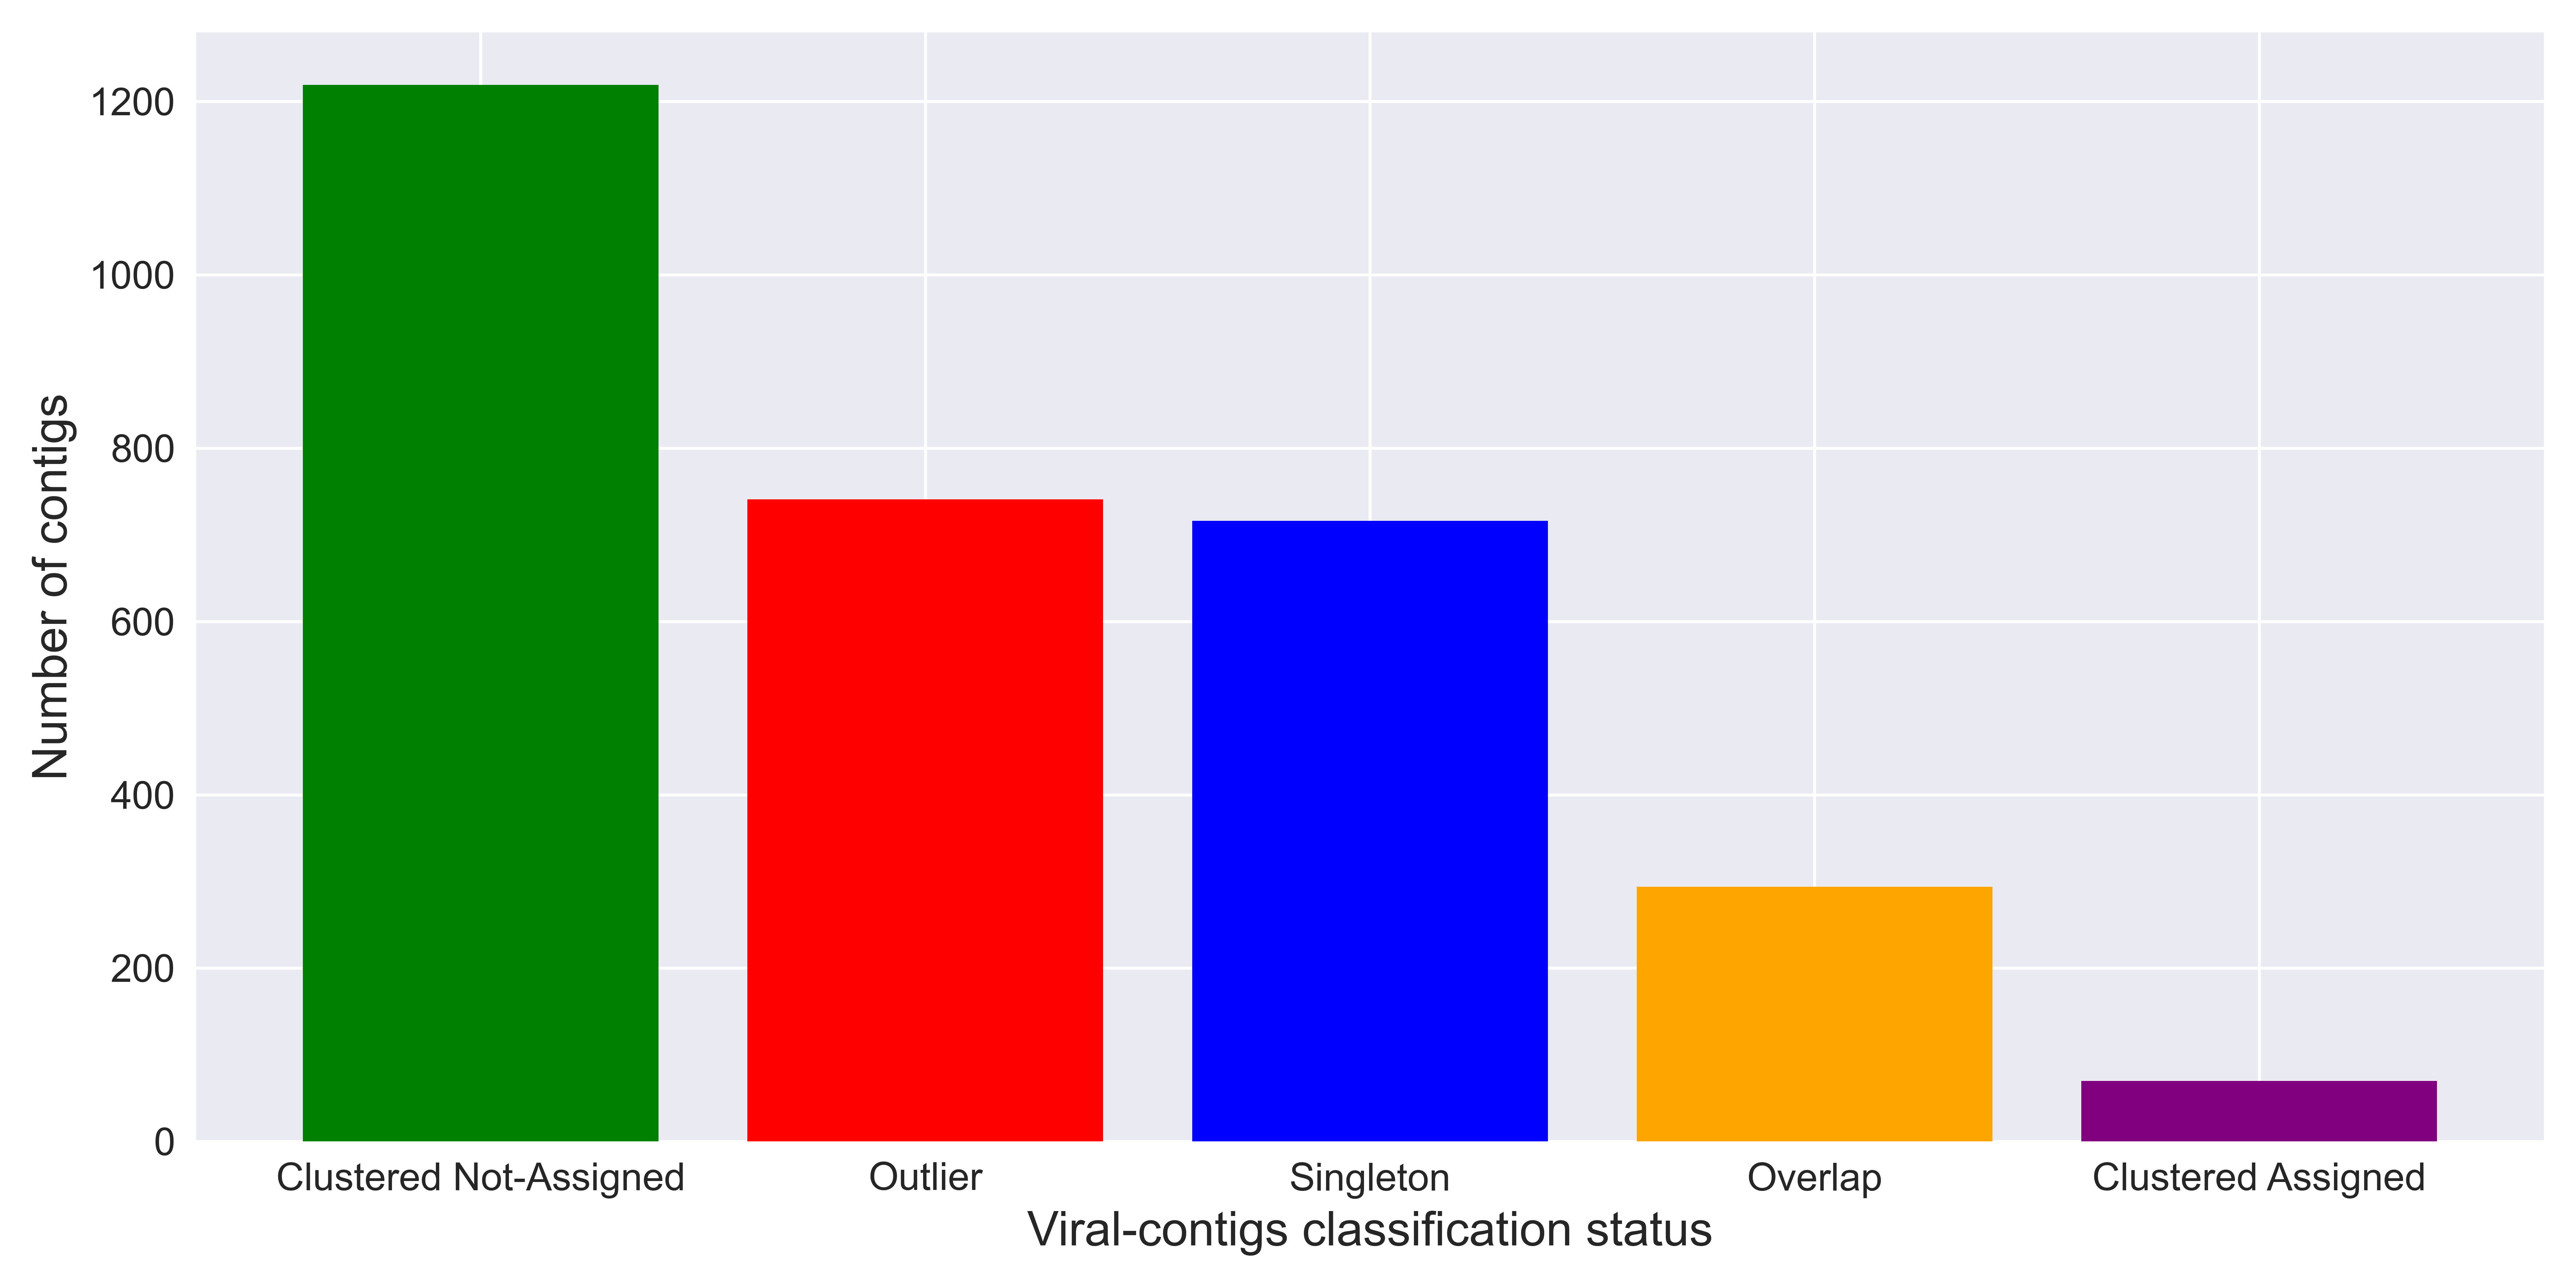 Number of contigs
1200
1000
800
600
400
200
0
Clustered Not-Assigned
Outlier
Singleton
Overlap
Clustered Assigned
Viral-contigs classification status